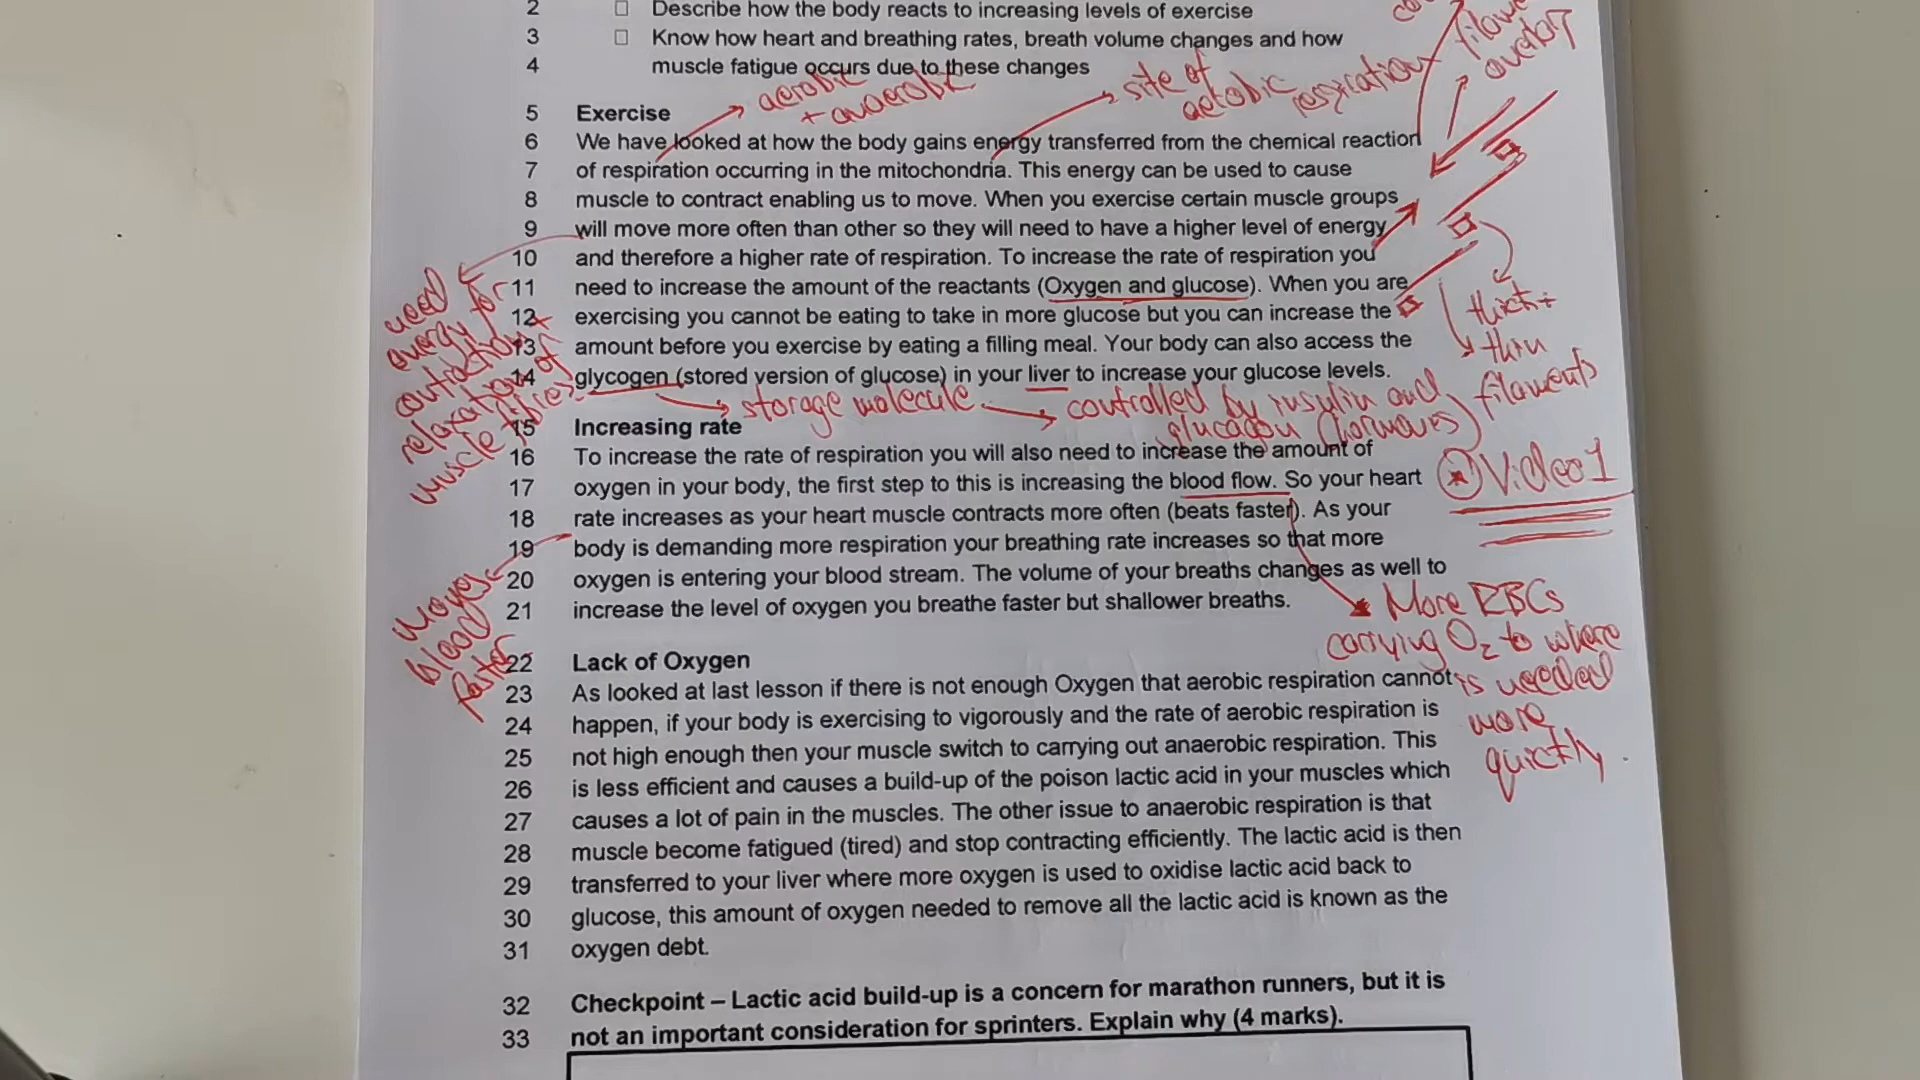 2 □ Describe how the body reacts to increasing levels of exercise
3 □ Know how heart and breathing rates, breath volume changes and how
4 muscle fatigue occurs due to these changes
aerobic
+ anaerobic
site of
aerobic respiration
5 Exercise
6 We have looked at how the body gains energy transferred from the chemical reaction
7 of respiration occurring in the mitochondria. This energy can be used to cause
8 muscle to contract enabling us to move. When you exercise certain muscle groups
9 will move more often than other so they will need to have a higher level of energy
10 and therefore a higher rate of respiration. To increase the rate of respiration you
11 need to increase the amount of the reactants (Oxygen and glucose). When you are
12 exercising you cannot be eating to take in more glucose but you can increase the
13 amount before you exercise by eating a filling meal. Your body can also access the
14 glycogen (stored version of glucose) in your liver to increase your glucose levels.
need
energy for
contraction +
relaxation of
muscle fibres
thick +
thin
filaments
storage molecule
controlled by insulin and
glucagon (hormones)
15 Increasing rate
16 To increase the rate of respiration you will also need to increase the amount of
17 oxygen in your body, the first step to this is increasing the blood flow. So your heart
18 rate increases as your heart muscle contracts more often (beats faster). As your
19 body is demanding more respiration your breathing rate increases so that more
20 oxygen is entering your blood stream. The volume of your breaths changes as well to
21 increase the level of oxygen you breathe faster but shallower breaths.
Video 1
moves
blood
faster
More RBCs
carrying O₂ to where
is needed
more
quickly.
22 Lack of Oxygen
23 As looked at last lesson if there is not enough Oxygen that aerobic respiration cannot
24 happen, if your body is exercising to vigorously and the rate of aerobic respiration is
25 not high enough then your muscle switch to carrying out anaerobic respiration. This
26 is less efficient and causes a build-up of the poison lactic acid in your muscles which
27 causes a lot of pain in the muscles. The other issue to anaerobic respiration is that
28 muscle become fatigued (tired) and stop contracting efficiently. The lactic acid is then
29 transferred to your liver where more oxygen is used to oxidise lactic acid back to
30 glucose, this amount of oxygen needed to remove all the lactic acid is known as the
31 oxygen debt.
32 Checkpoint – Lactic acid build-up is a concern for marathon runners, but it is
33 not an important consideration for sprinters. Explain why (4 marks).